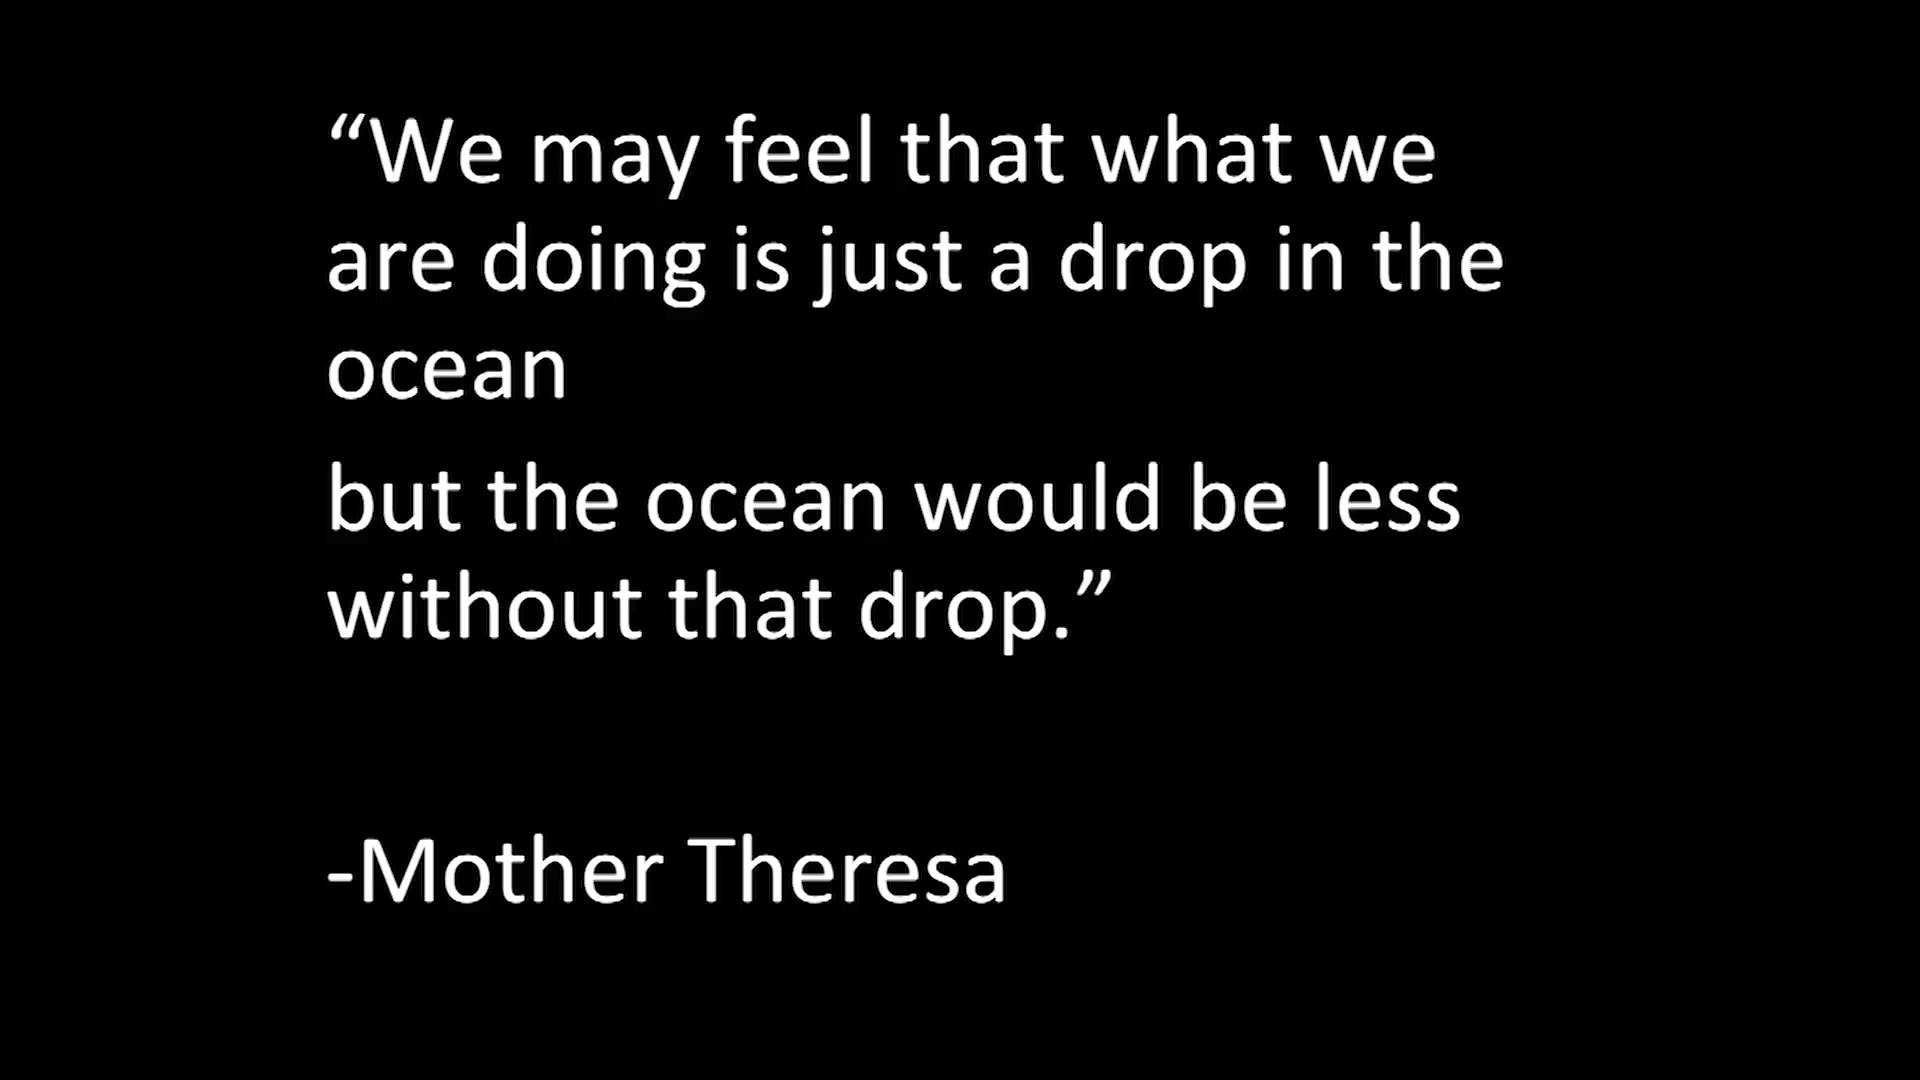 “We may feel that what we
are doing is just a drop in the
ocean
but the ocean would be less
without that drop.”
-Mother Theresa